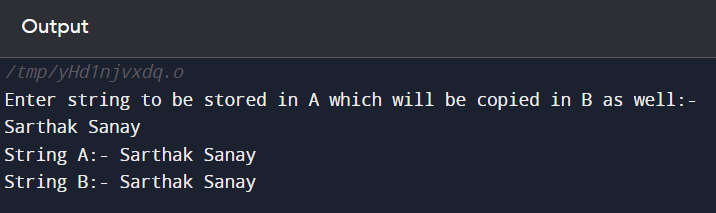 Output
/tmp/yHd1njvxdq.o
Enter string to be stored in A which will be copied in B as well:-
Sarthak Sanay
String A:- Sarthak Sanay
String B:- Sarthak Sanay